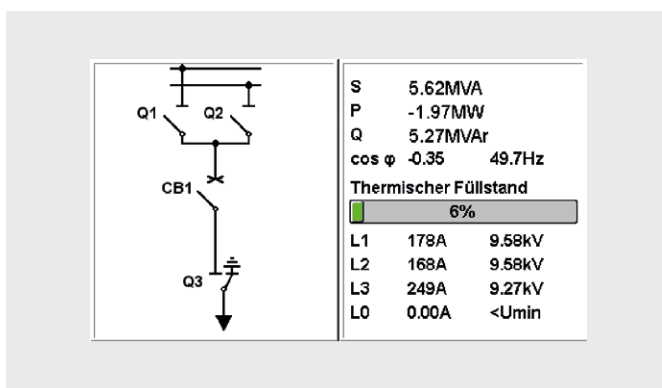 Q1 Q2
CB1
Q3
S 5.62MVA
P -1.97MW
Q 5.27MVAr
cos φ -0.35 49.7Hz
Thermischer Füllstand
6%
L1 178A 9.58kV
L2 168A 9.58kV
L3 249A 9.27kV
L0 0.00A <Umin